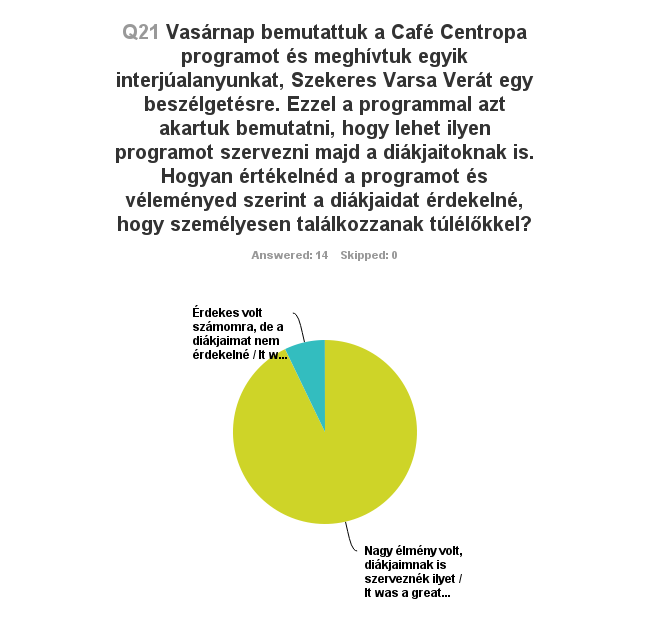 Q21 Vasárnap bemutattuk a Café Centropa
programot és meghívtuk egyik
interjúalanyunkat, Szekeres Varsa Verát egy
beszélgetésre. Ezzel a programmal azt
akartuk bemutatni, hogy lehet ilyen
programot szervezni majd a diákjaitoknak is.
Hogyan értékelnéd a programot és
véleményed szerint a diákjaidat érdekelné,
hogy személyesen találkozzanak túlélőkkel?
Answered: 14 Skipped: 0
Érdekes volt
számomra, de a
diákjaimat nem
érdekelné / It w...
Nagy élmény volt,
diákjaimnak is
szerveznék ilyet /
It was a great...